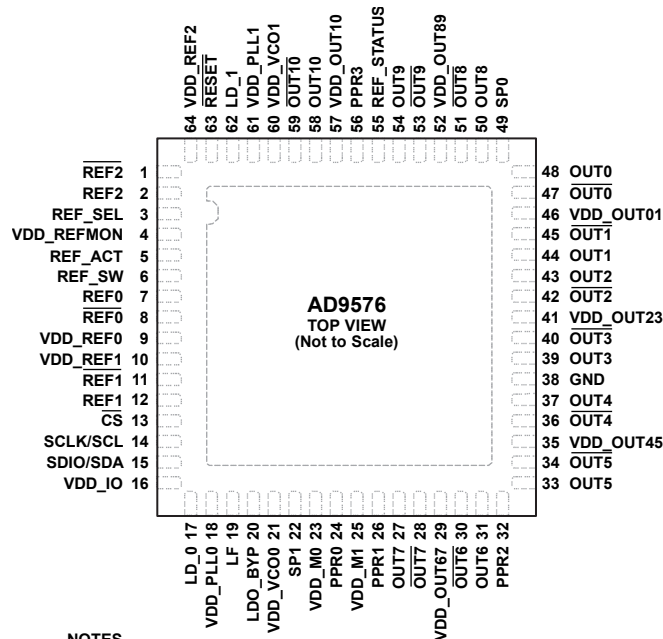 64 VDD_REF2
63 RESET
62 LD_1
61 VDD_PLL1
60 VDD_VCO1
59 OUT10
58 OUT10
57 VDD_OUT10
56 PPR3
55 REF_STATUS
54 OUT9
53 OUT9
52 VDD_OUT89
51 OUT8
50 OUT8
49 SP0
REF2 1
REF2 2
REF_SEL 3
VDD_REFMON 4
REF_ACT 5
REF_SW 6
REF0 7
REF0 8
VDD_REF0 9
VDD_REF1 10
REF1 11
REF1 12
CS 13
SCLK/SCL 14
SDIO/SDA 15
VDD_IO 16
AD9576
TOP VIEW
(Not to Scale)
48 OUT0
47 OUT0
46 VDD_OUT01
45 OUT1
44 OUT1
43 OUT2
42 OUT2
41 VDD_OUT23
40 OUT3
39 OUT3
38 GND
37 OUT4
36 OUT4
35 VDD_OUT45
34 OUT5
33 OUT5
LD_0 17
VDD_PLL0 18
LF 19
LDO_BYP 20
VDD_VCO0 21
SP1 22
VDD_M0 23
PPR0 24
VDD_M1 25
PPR1 26
OUT7 27
OUT7 28
VDD_OUT67 29
OUT6 30
OUT6 31
PPR2 32
NOTES